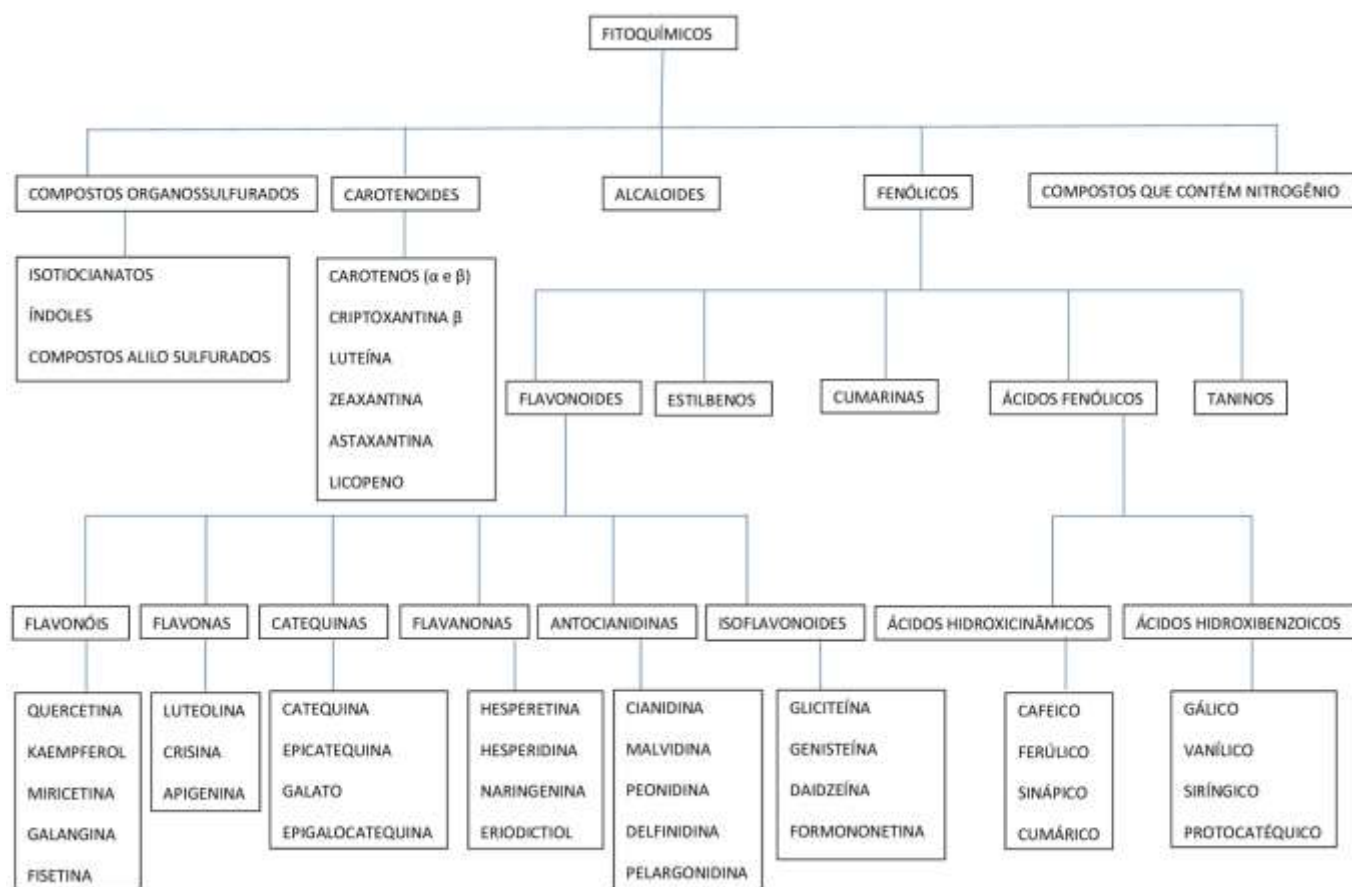 FITOQUÍMICOS
COMPOSTOS ORGANOSSULFURADOS
CAROTENOIDES
ALCALOIDES
FENÓLICOS
COMPOSTOS QUE CONTÉM NITROGÊNIO
ISOTIOCIANATOS
ÍNDOLES
COMPOSTOS ALILO SULFURADOS
CAROTENOS (α e β)
CRIPTOXANTINA β
LUTEÍNA
ZEAXANTINA
ASTAXANTINA
LICOPENO
FLAVONOIDES
ESTILBENOS
CUMARINAS
ÁCIDOS FENÓLICOS
TANINOS
FLAVONÓIS
FLAVONAS
CATEQUINAS
FLAVANONAS
ANTOCIANIDINAS
ISOFLAVONOIDES
ÁCIDOS HIDROXICINÂMICOS
ÁCIDOS HIDROXIBENZOICOS
QUERCETINA
KAEMPFEROL
MIRICETINA
GALANGINA
FISETINA
LUTEOLINA
CRISINA
APIGENINA
CATEQUINA
EPICATEQUINA
GALATO
EPIGALOCATEQUINA
HESPERETINA
HESPERIDINA
NARINGENINA
ERIODICTIOL
CIANIDINA
MALVIDINA
PEONIDINA
DELFINIDINA
PELARGONIDINA
GLICITEÍNA
GENISTEÍNA
DAIDZEÍNA
FORMONONETINA
CAFEICO
FERÚLICO
SINÁPICO
CUMÁRICO
GÁLICO
VANÍLICO
SIRÍNGICO
PROTOCATÉQUICO